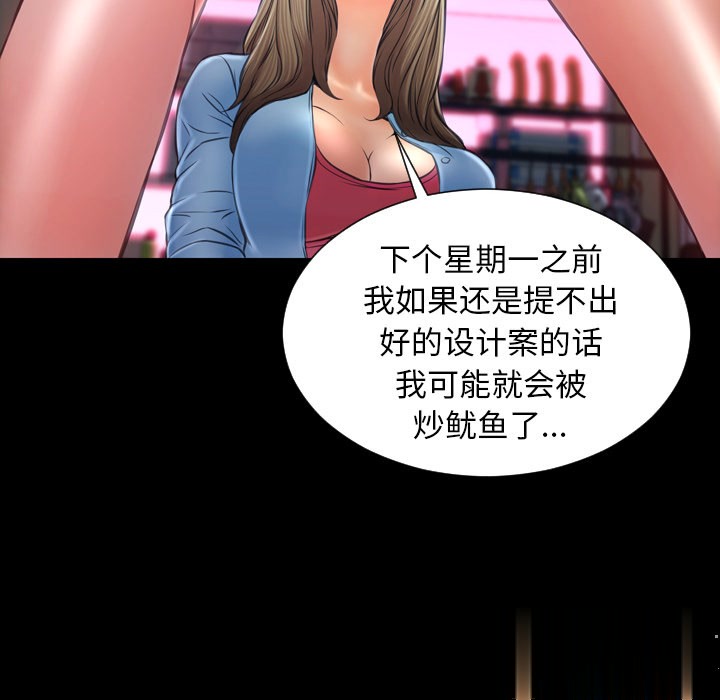 下个星期一之前
我如果还是提不出
好的设计案的话
我可能就会被
炒鱿鱼了...